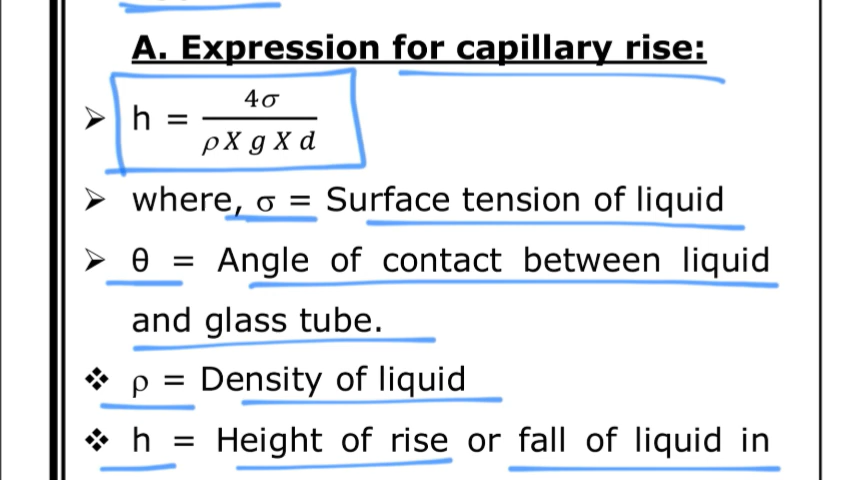 A. Expression for capillary rise:
➢ h = 4σ / ρ X g X d
➢ where, σ = Surface tension of liquid
➢ θ = Angle of contact between liquid
and glass tube.
❖ ρ = Density of liquid
❖ h = Height of rise or fall of liquid in